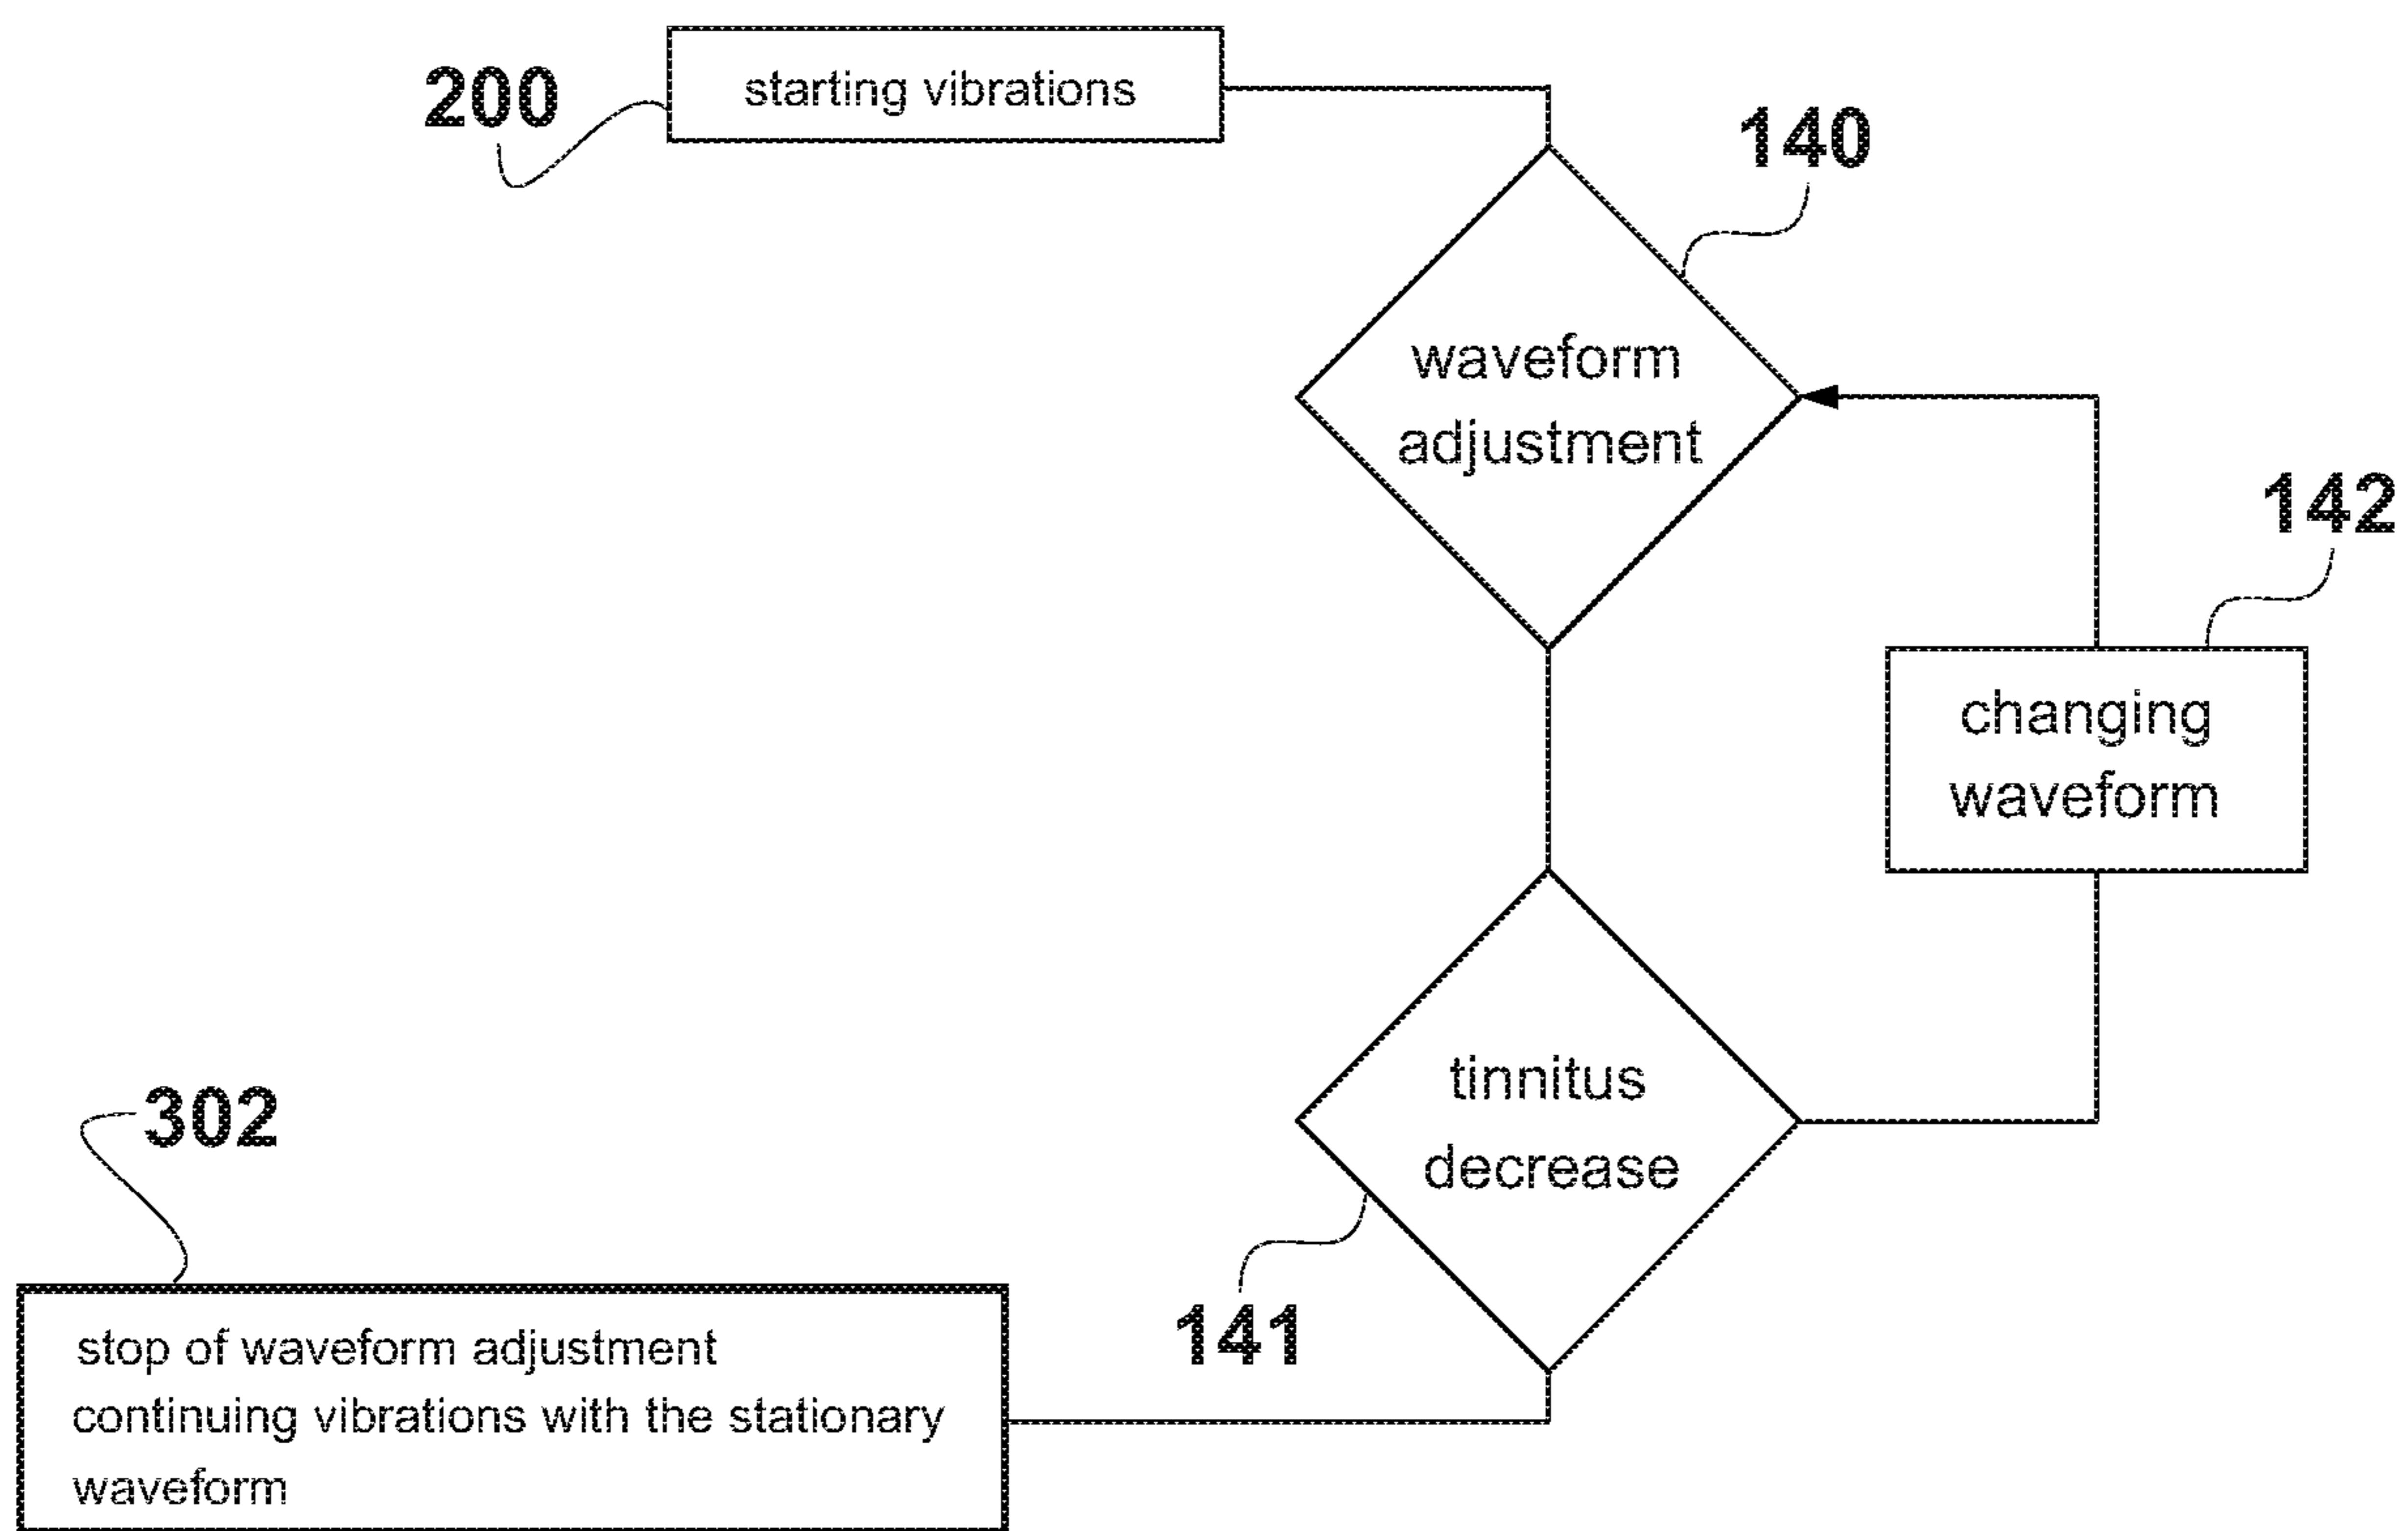 200
starting vibrations
140
waveform
adjustment
142
changing
waveform
tinnitus
decrease
141
302
stop of waveform adjustment
continuing vibrations with the stationary
waveform